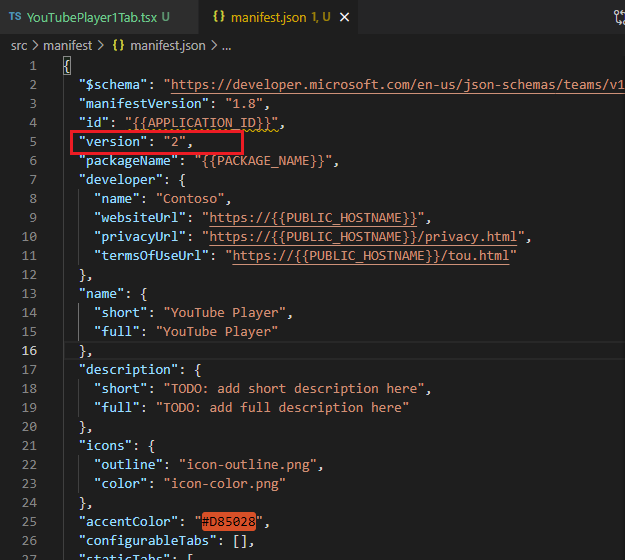 TS YouTubePlayer1Tab.tsx U
{} manifest.json 1, U ×
src > manifest > {} manifest.json > ...
1 {
2 "$schema": "https://developer.microsoft.com/en-us/json-schemas/teams/v1
3 "manifestVersion": "1.8",
4 "id": "{{APPLICATION_ID}}",
5 "version": "2",
6 "packageName": "{{PACKAGE_NAME}}",
7 "developer": {
8 "name": "Contoso",
9 "websiteUrl": "https://{{PUBLIC_HOSTNAME}}",
10 "privacyUrl": "https://{{PUBLIC_HOSTNAME}}/privacy.html",
11 "termsOfUseUrl": "https://{{PUBLIC_HOSTNAME}}/tou.html"
12 },
13 "name": {
14 "short": "YouTube Player",
15 "full": "YouTube Player"
16 },
17 "description": {
18 "short": "TODO: add short description here",
19 "full": "TODO: add full description here"
20 },
21 "icons": {
22 "outline": "icon-outline.png",
23 "color": "icon-color.png"
24 },
25 "accentColor": "#D85028",
26 "configurableTabs": [],
27 "staticTabs": [